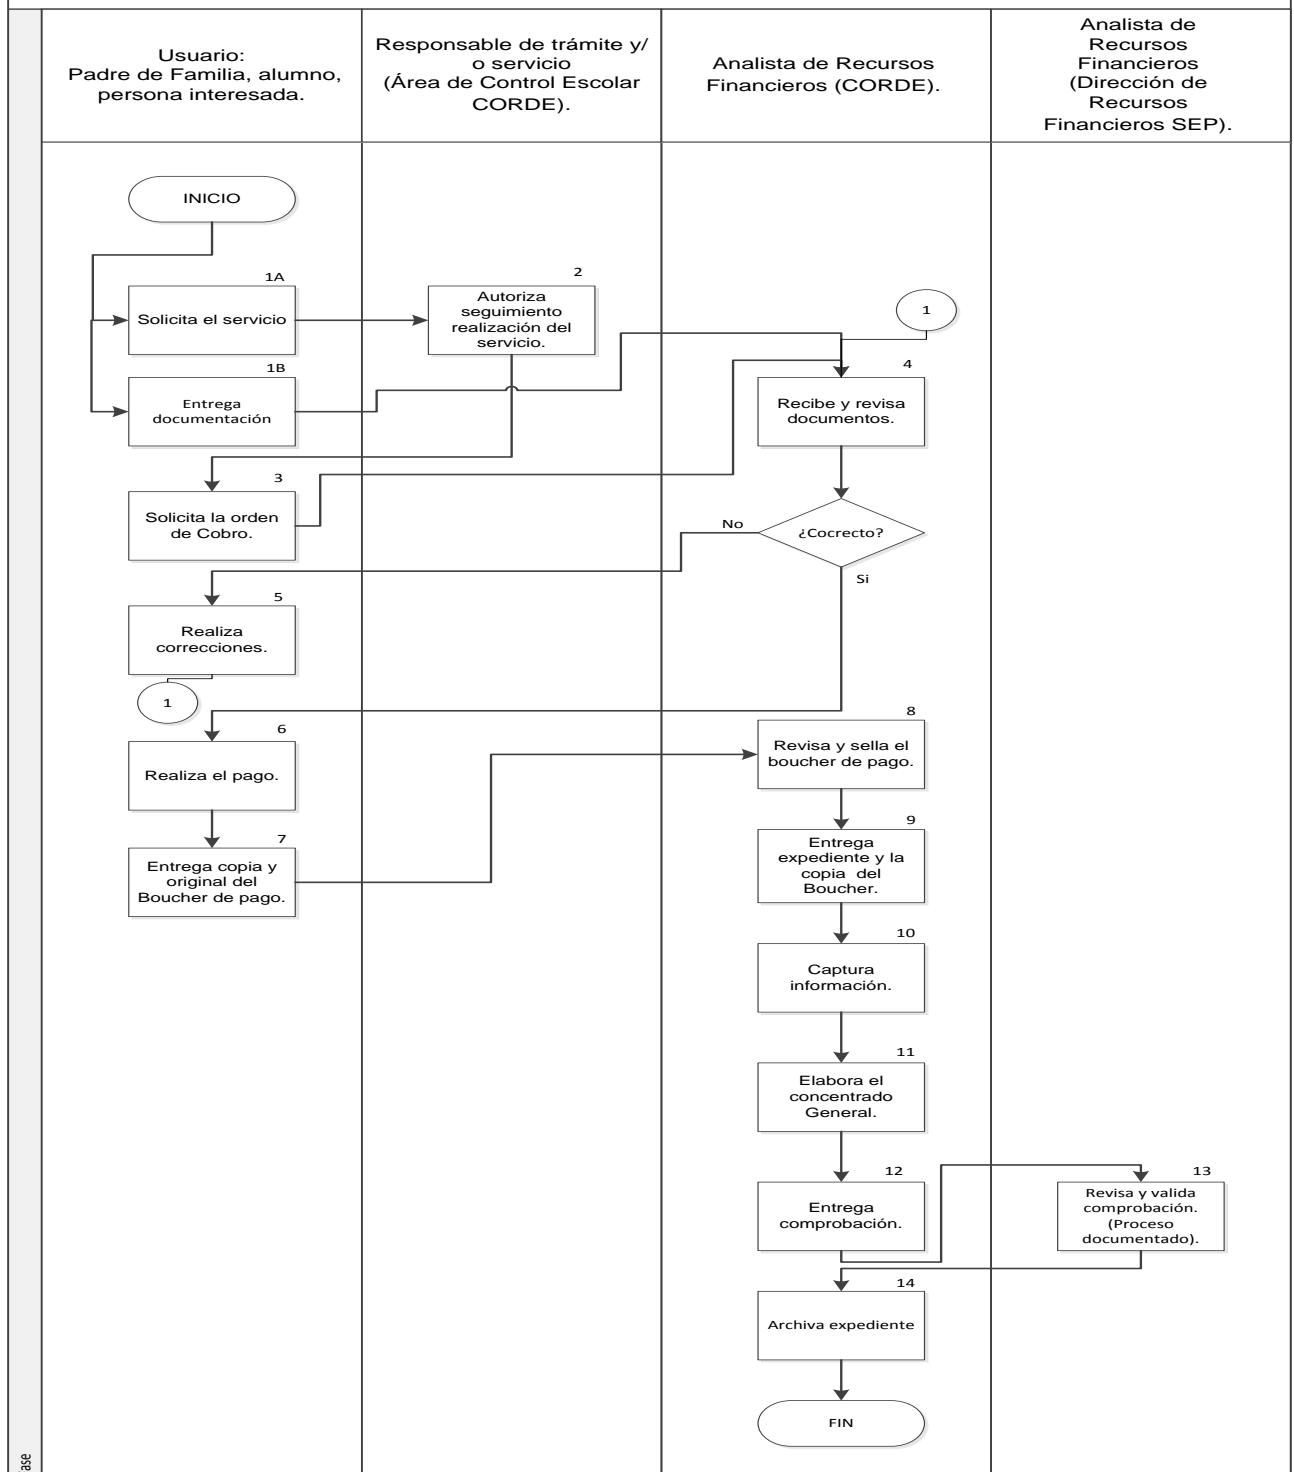 Usuario:
Padre de Familia, alumno,
persona interesada.
Responsable de trámite y/
o servicio
(Área de Control Escolar
CORDE).
Analista de Recursos
Financieros (CORDE).
Analista de
Recursos
Financieros
(Dirección de
Recursos
Financieros SEP).
INICIO
1A
Solicita el servicio
2
Autoriza
seguimiento
realización del
servicio.
1
1B
Entrega
documentación
4
Recibe y revisa
documentos.
3
Solicita la orden
de Cobro.
¿Cocrecto?
No
Si
5
Realiza
correcciones.
1
6
Realiza el pago.
8
Revisa y sella el
boucher de pago.
7
Entrega copia y
original del
Boucher de pago.
9
Entrega
expediente y la
copia del
Boucher.
10
Captura
información.
11
Elabora el
concentrado
General.
12
Entrega
comprobación.
13
Revisa y valida
comprobación.
(Proceso
documentado).
14
Archiva expediente
FIN